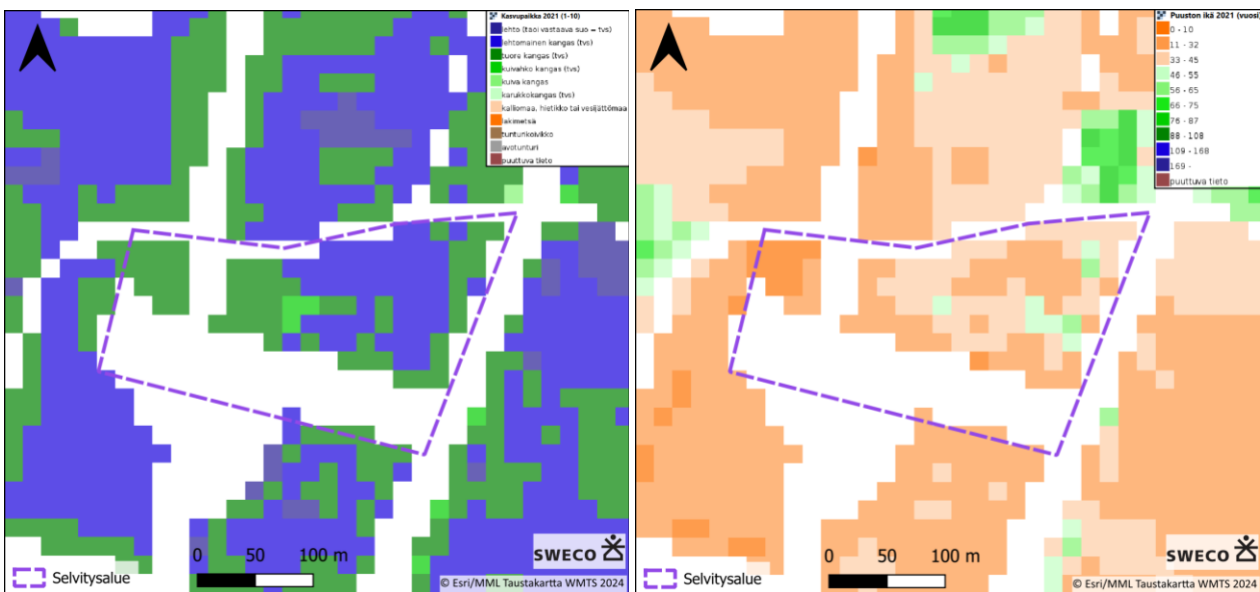 Kasvupaikka 2021 (1-10)
lehto (taoi vastaava suo = tvs)
lehtomainen kangas (tvs)
tuore kangas (tvs)
kuivahko kangas (tvs)
kuiva kangas
karukkokangas (tvs)
kalliomaa, hietikko tai vesijättömaa
lakimetsä
tunturikoivikko
avotunturi
puuttuva tieto
SWECO
0 50 100 m
Selvitysalue
© Esri/MML Taustakartta WMTS 2024
Puuston ikä 2021 (vuosi)
0 - 10
11 - 32
33 - 45
46 - 55
56 - 65
66 - 75
76 - 87
88 - 108
109 - 168
169 -
puuttuva tieto
SWECO
0 50 100 m
Selvitysalue
© Esri/MML Taustakartta WMTS 2024